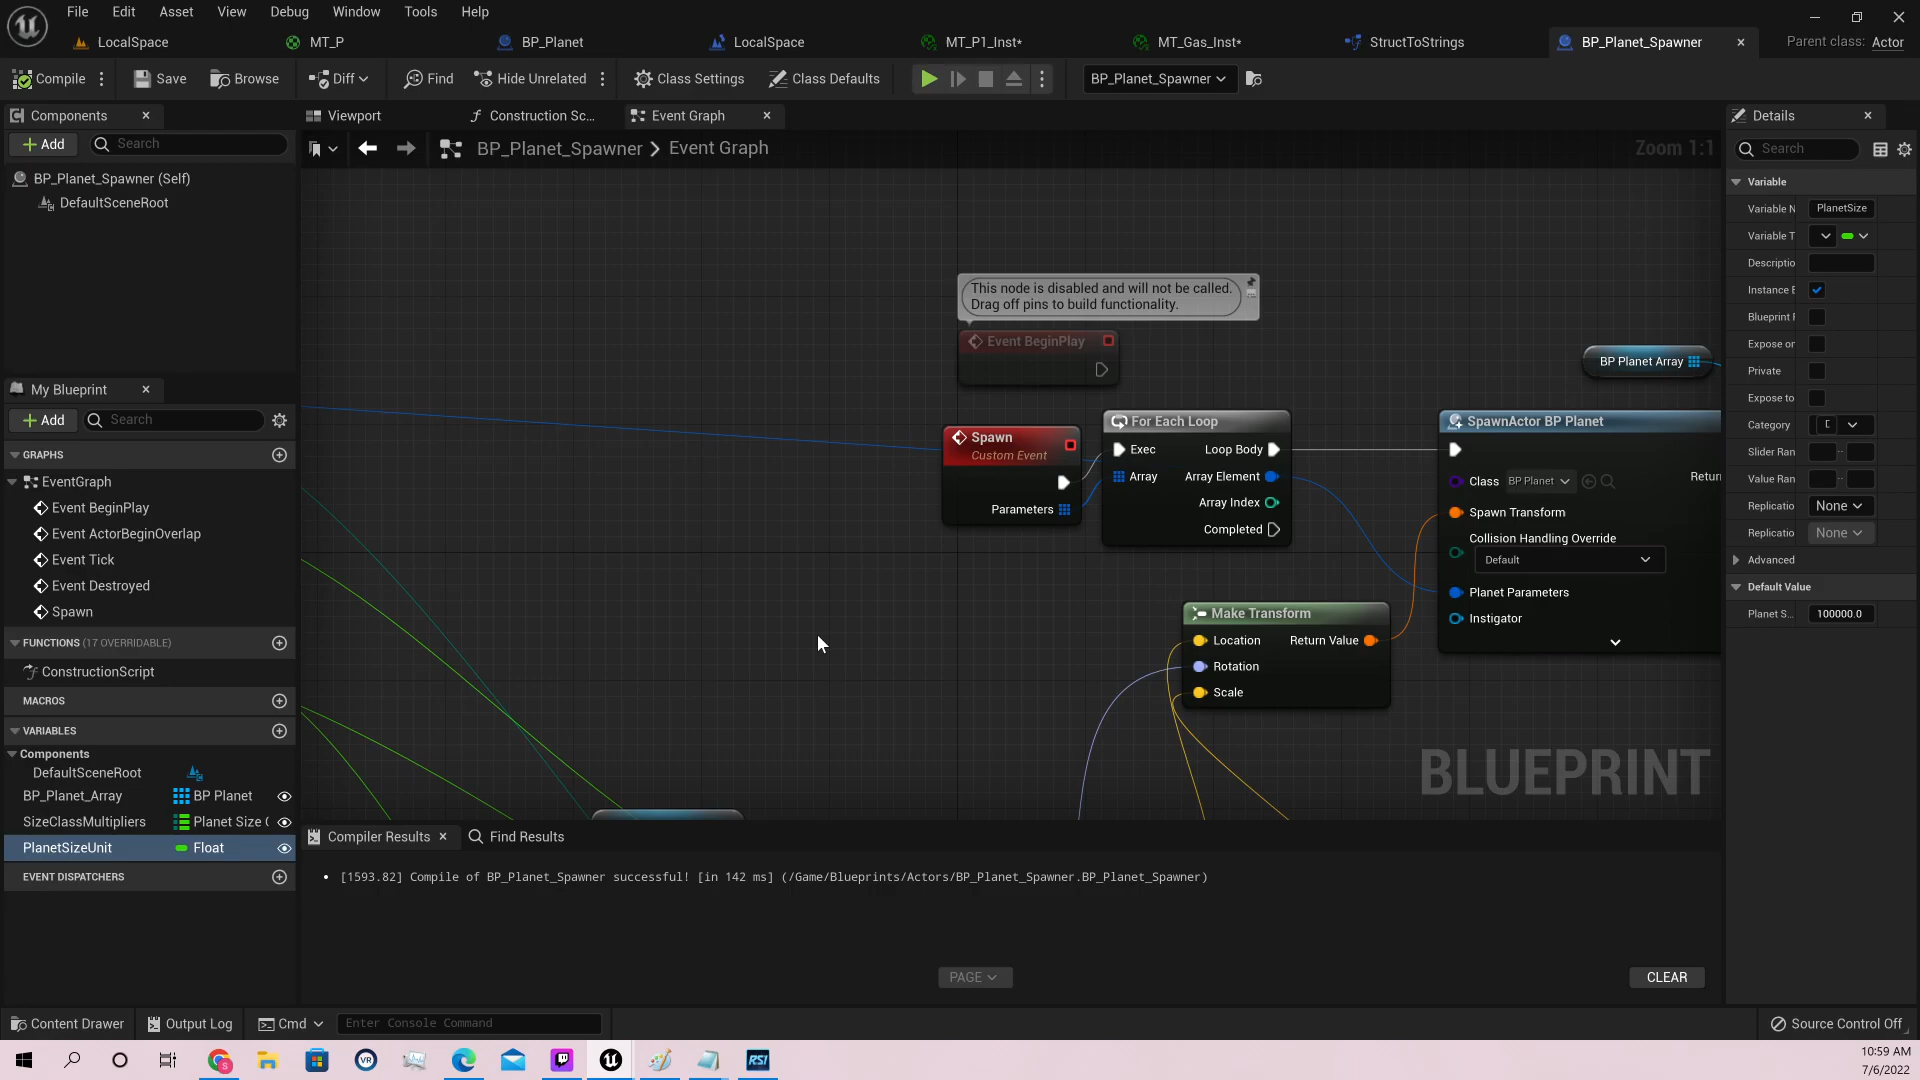 File Edit Asset View Debug Window Tools Help
LocalSpace MT_P BP_Planet LocalSpace MT_P1_Inst* MT_Gas_Inst* StructToStrings BP_Planet_Spawner Parent class: Actor
Compile Save Browse Diff Find Hide Unrelated Class Settings Class Defaults BP_Planet_Spawner
Components Viewport Construction Sc... Event Graph Details
Add Search
BP_Planet_Spawner > Event Graph Zoom 1:1 Search
BP_Planet_Spawner (Self)
DefaultSceneRoot
Variable
Variable N PlanetSize
Variable T
Descriptio
Instance E
Blueprint F
Expose on
Private
Expose to
Category
Slider Ran
Value Ran
Replicatio None
Replicatio None
Advanced
Default Value
Planet S... 100000.0
This node is disabled and will not be called.
Drag off pins to build functionality.
Event BeginPlay
BP Planet Array
Spawn
Custom Event
Parameters
For Each Loop
Exec Loop Body
Array Array Element
Array Index
Completed
SpawnActor BP Planet
Class BP Planet Return
Spawn Transform
Collision Handling Override
Default
Planet Parameters
Instigator
Make Transform
Location Return Value
Rotation
Scale
BLUEPRINT
My Blueprint
Add Search
GRAPHS
EventGraph
Event BeginPlay
Event ActorBeginOverlap
Event Tick
Event Destroyed
Spawn
FUNCTIONS (17 OVERRIDABLE)
ConstructionScript
MACROS
VARIABLES
Components
DefaultSceneRoot
BP_Planet_Array BP Planet
SizeClassMultipliers Planet Size
PlanetSizeUnit Float
EVENT DISPATCHERS
Compiler Results Find Results
[1593.82] Compile of BP_Planet_Spawner successful! [in 142 ms] (/Game/Blueprints/Actors/BP_Planet_Spawner.BP_Planet_Spawner)
PAGE CLEAR
Content Drawer Output Log Cmd Enter Console Command Source Control Off
VR RSI
10:59 AM
7/6/2022